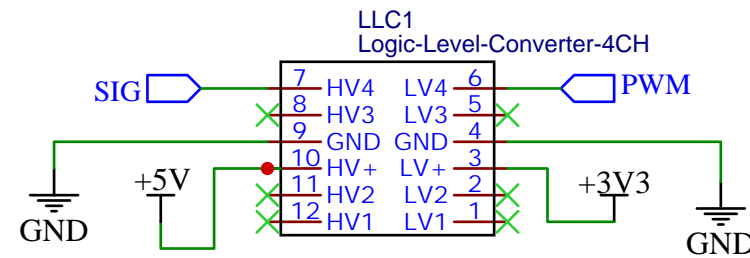 LLC1
Logic-Level-Converter-4CH
SIG 7 HV4 LV4 6 PWM
8 HV3 LV3 5
9 GND GND 4
10 HV+ LV+ 3
+5V 11 HV2 LV2 2 +3V3
12 HV1 LV1 1
GND GND